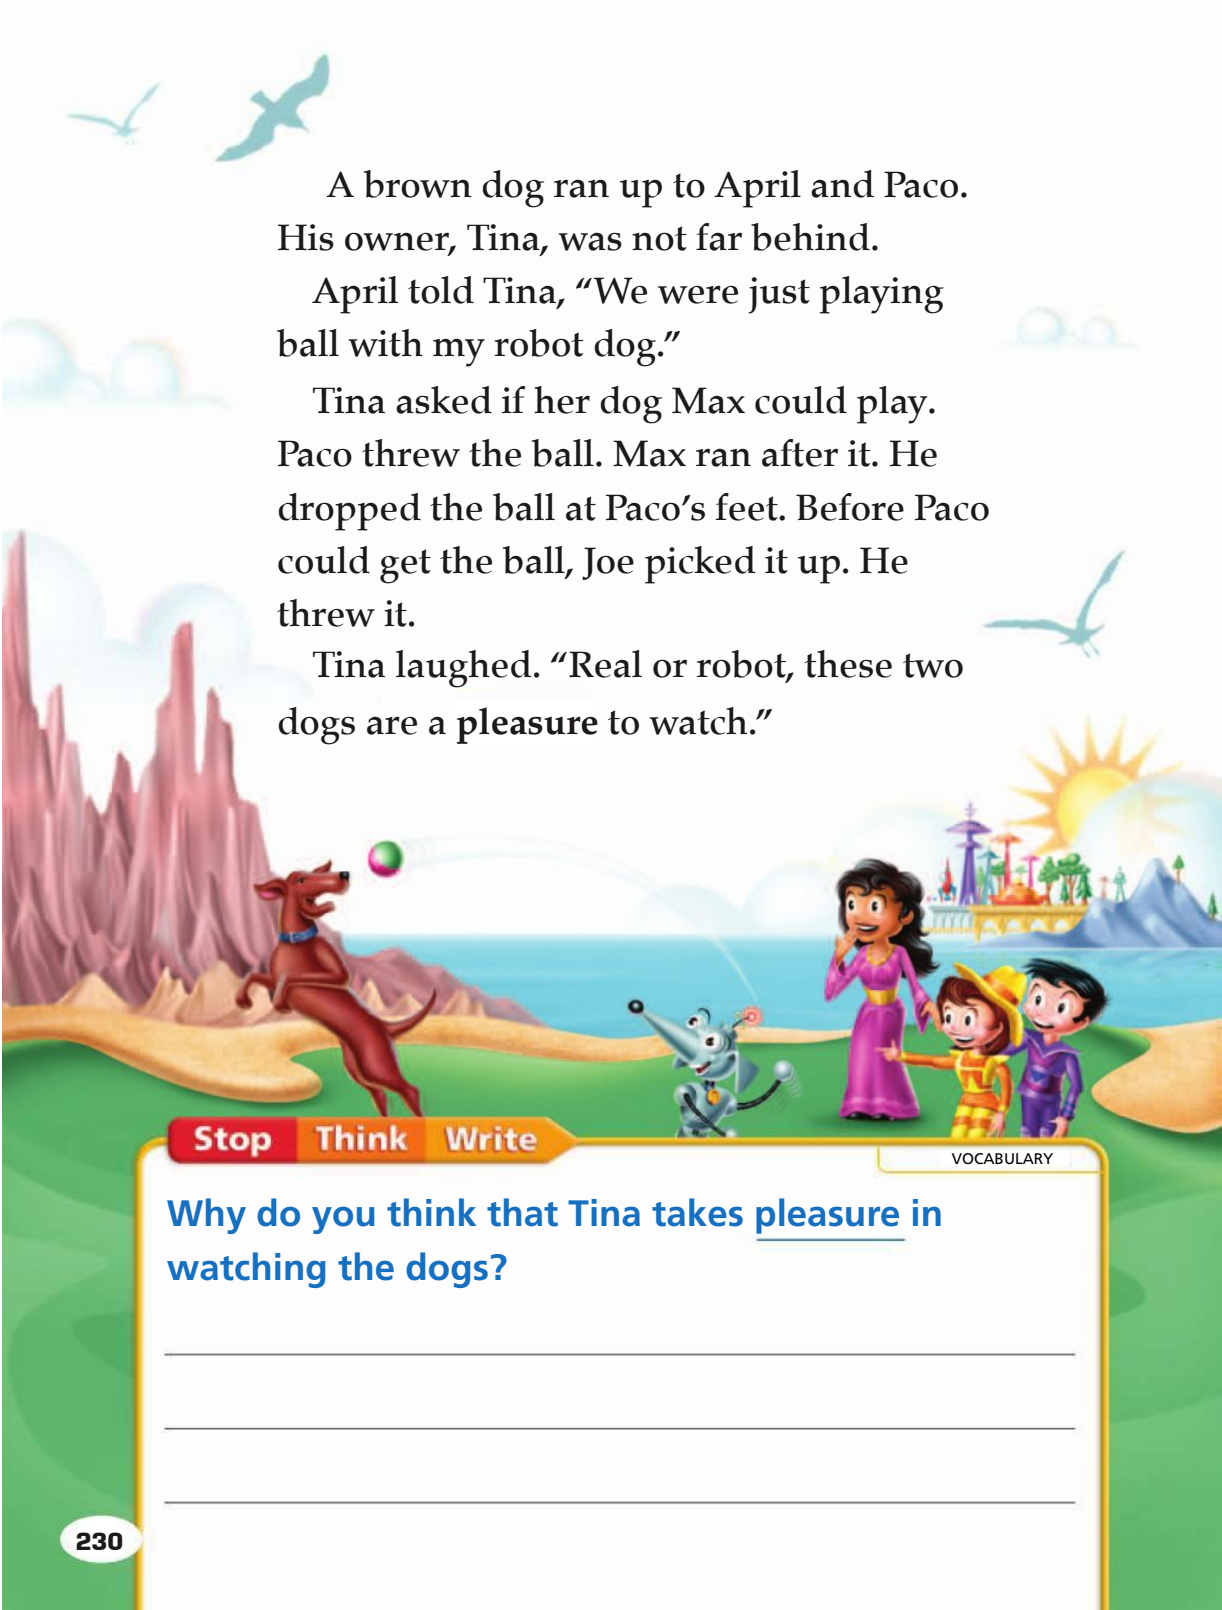 A brown dog ran up to April and Paco.
His owner, Tina, was not far behind.
April told Tina, “We were just playing
ball with my robot dog.”
Tina asked if her dog Max could play.
Paco threw the ball. Max ran after it. He
dropped the ball at Paco’s feet. Before Paco
could get the ball, Joe picked it up. He
threw it.
Tina laughed. “Real or robot, these two
dogs are a pleasure to watch.”
Stop Think Write
VOCABULARY
Why do you think that Tina takes pleasure in
watching the dogs?
230